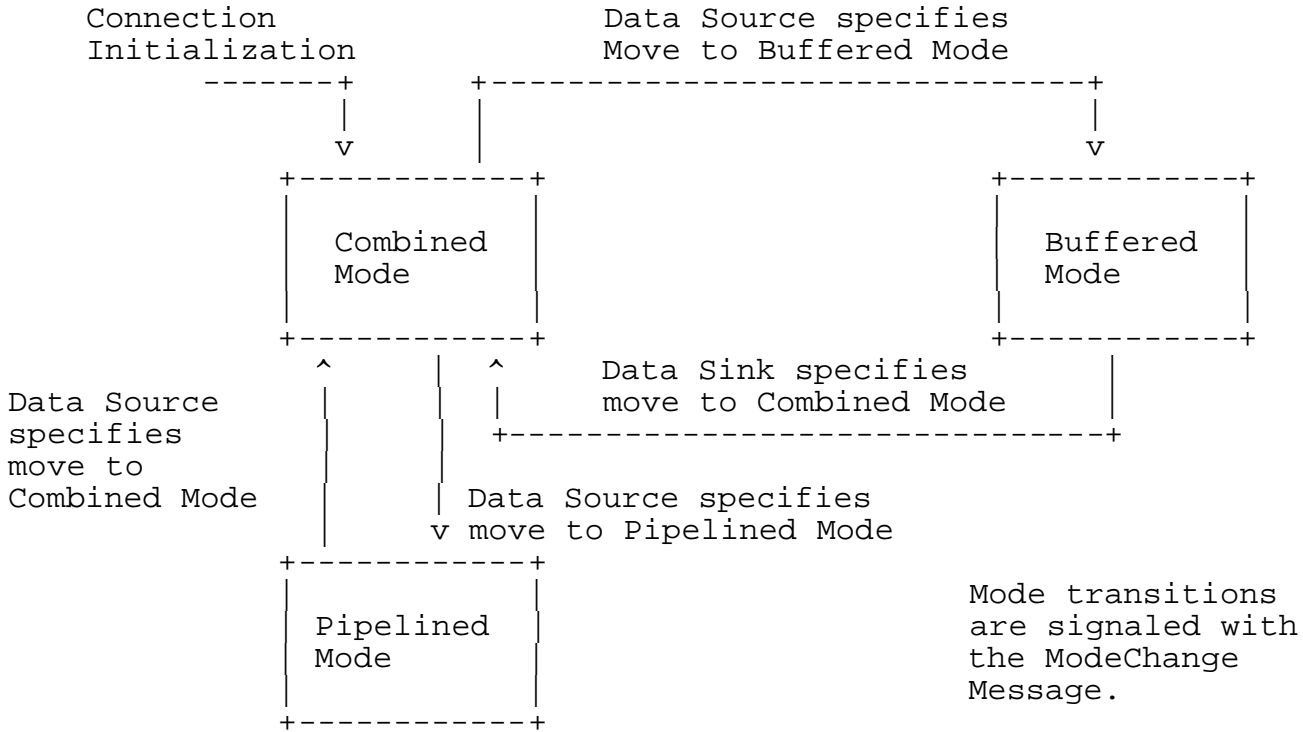 Connection
Initialization
Data Source specifies
Move to Buffered Mode
Combined
Mode
Buffered
Mode
Data Sink specifies
move to Combined Mode
Data Source
specifies
move to
Combined Mode
Data Source specifies
move to Pipelined Mode
Pipelined
Mode
Mode transitions
are signaled with
the ModeChange
Message.